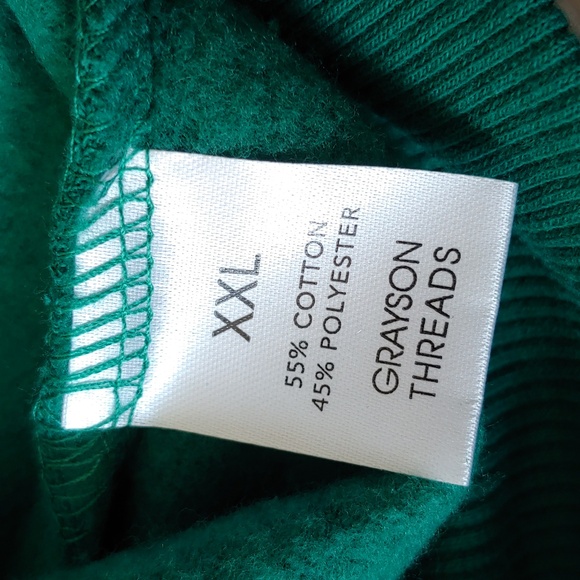 XXL
55% COTTON
45% POLYESTER
GRAYSON
THREADS